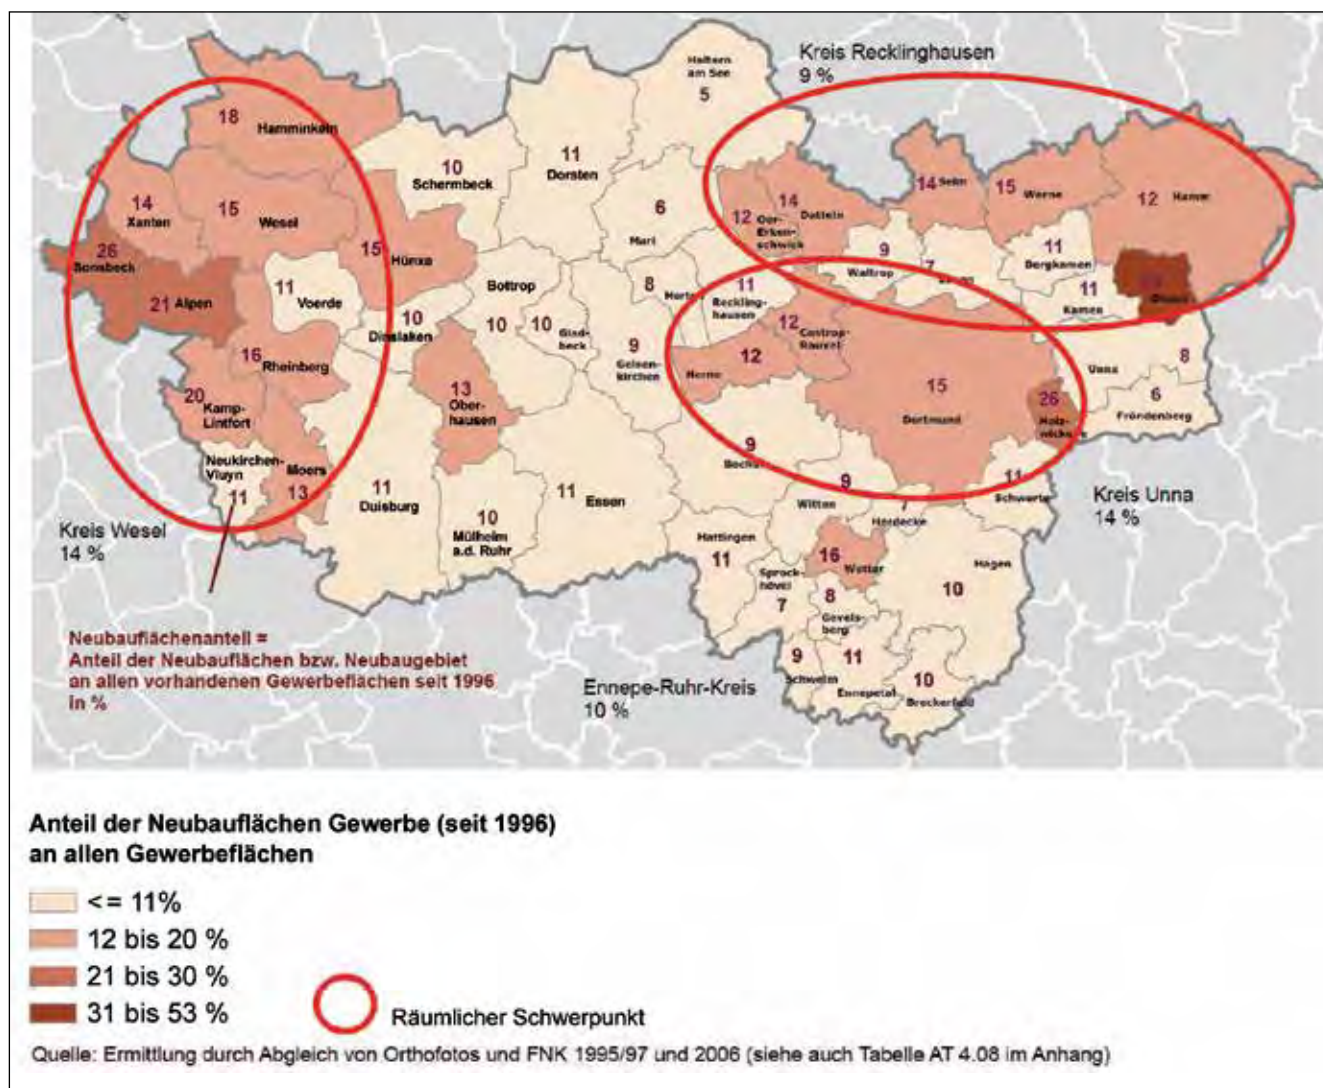 Kreis Recklinghausen
9 %
Haltern
am See
5
18
Hamminkeln
10
Schermbeck
11
Dorsten
14
Xanten
15
Wesel
6
Marl
12
Oer-
Erken-
schwick
14
Datteln
14 Selm
15
Werne
12
Hamm
26
Sonsbeck
21 Alpen
11
Voerde
15
Hünxe
9
Waltrop
7
11
Bergkamen
11
Kamen
10
Dinslaken
Bottrop
10
10
Glad-
beck
8
11
Reckling-
hausen
9
Gelsen-
kirchen
12
Castrop-
Rauxel
Herne
12
16
Rheinberg
20
Kamp-
Lintfort
13
Ober-
hausen
15
Dortmund
26
Holz-
Unna
8
6
Fröndenberg
Neukirchen-
Vluyn
11
Moers
13
11
Duisburg
10
Mülheim
a.d. Ruhr
11
Essen
9
9
Witten
11
Schwerte
Herdecke
Kreis Wesel
14 %
Kreis Unna
14 %
Hattingen
11
16
Wetter
Sprock-
hövel
7
8
Gevels-
berg
Hagen
10
9
Schwelm
11
Ennepetal
10
Breckerfeld
Neubauflächenanteil =
Anteil der Neubauflächen bzw. Neubaugebiet
an allen vorhandenen Gewerbeflächen seit 1996
in %
Ennepe-Ruhr-Kreis
10 %
Anteil der Neubauflächen Gewerbe (seit 1996)
an allen Gewerbeflächen
<= 11%
12 bis 20 %
21 bis 30 %
31 bis 53 %
Räumlicher Schwerpunkt
Quelle: Ermittlung durch Abgleich von Orthofotos und FNK 1995/97 und 2006 (siehe auch Tabelle AT 4.08 im Anhang)